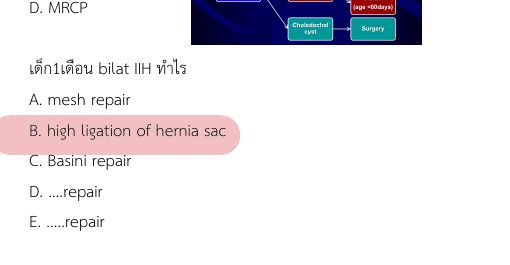 D. MRCP
(age <60days)
Choledochal
cyst
Surgery
เด็ก1เดือน bilat IIH ทำไร
A. mesh repair
B. high ligation of hernia sac
C. Basini repair
D. ....repair
E. .....repair